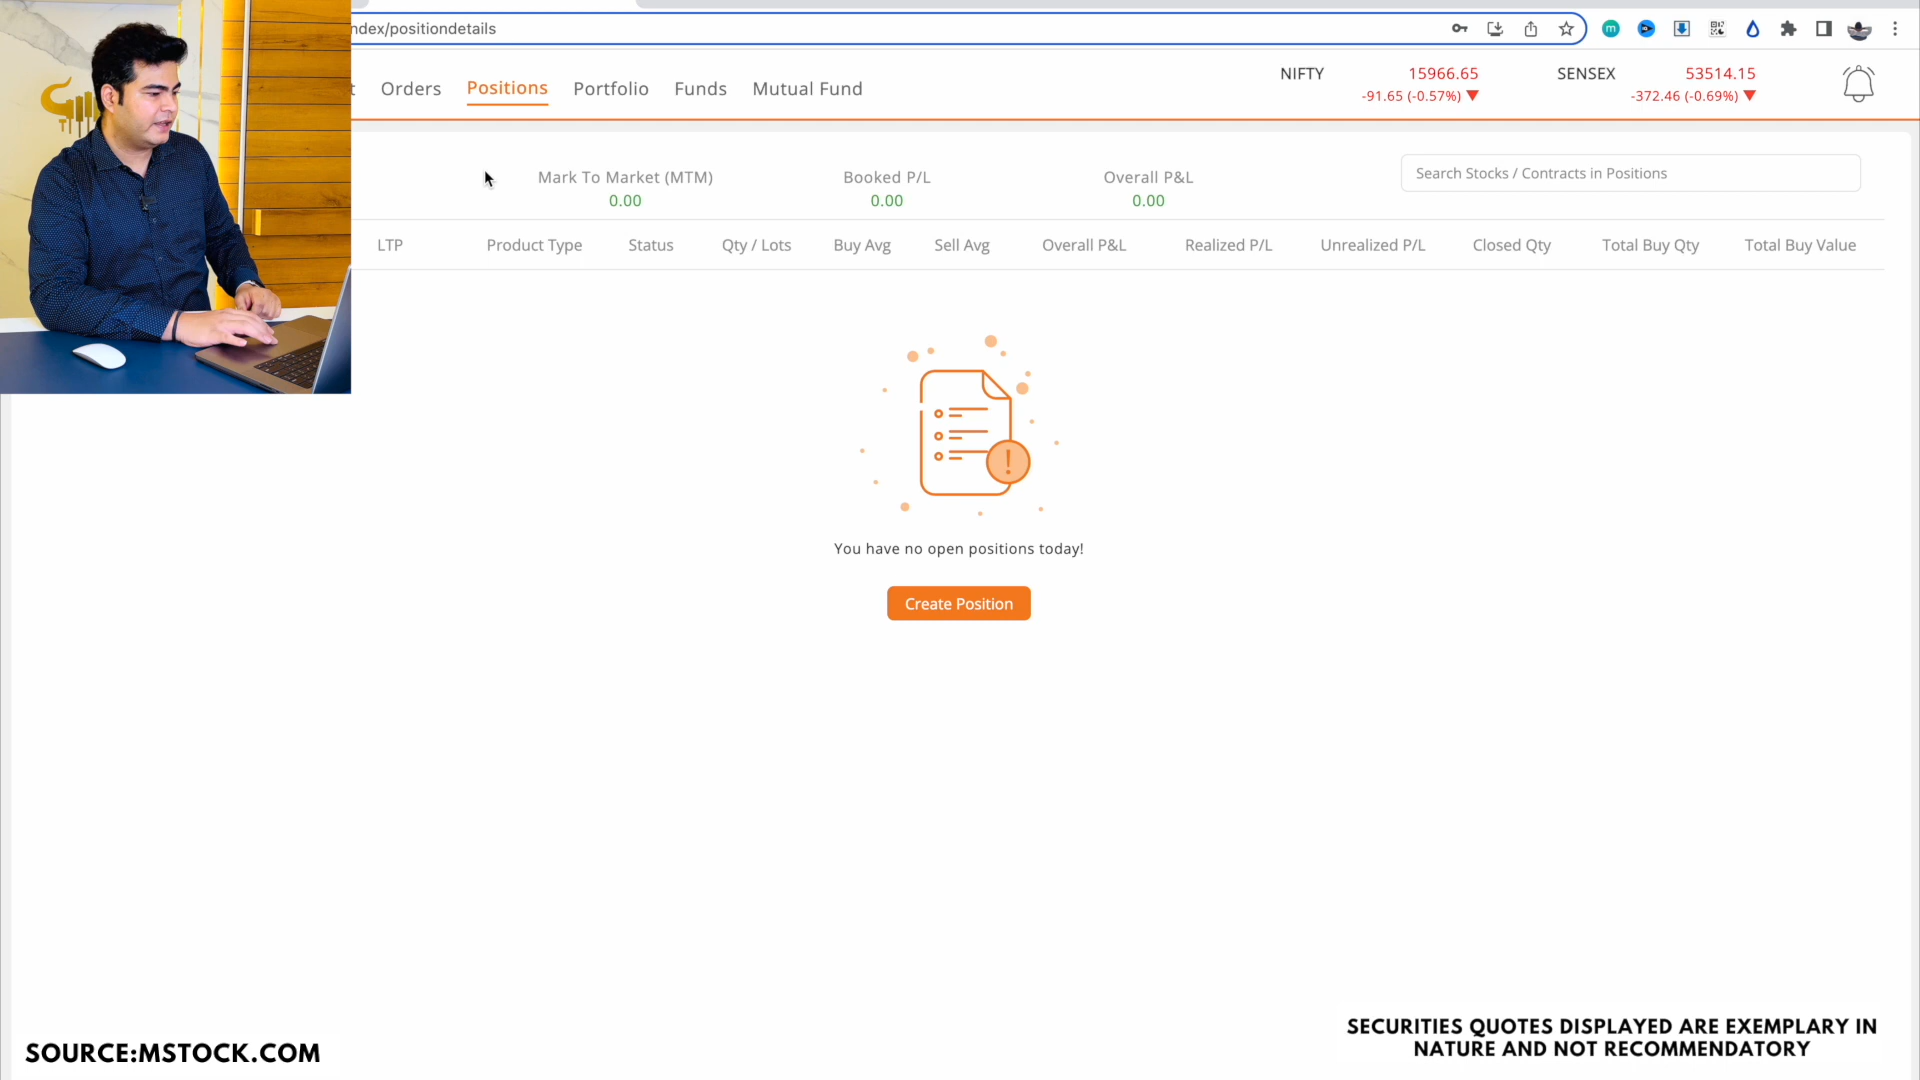 ndex/positiondetails
t Orders Positions Portfolio Funds Mutual Fund
NIFTY 15966.65 SENSEX 53514.15
-91.65 (-0.57%) ▼ -372.46 (-0.69%) ▼
Mark To Market (MTM) Booked P/L Overall P&L
0.00 0.00 0.00
Search Stocks / Contracts in Positions
LTP Product Type Status Qty / Lots Buy Avg Sell Avg Overall P&L Realized P/L Unrealized P/L Closed Qty Total Buy Qty Total Buy Value
You have no open positions today!
Create Position
SOURCE:MSTOCK.COM
SECURITIES QUOTES DISPLAYED ARE EXEMPLARY IN
NATURE AND NOT RECOMMENDATORY